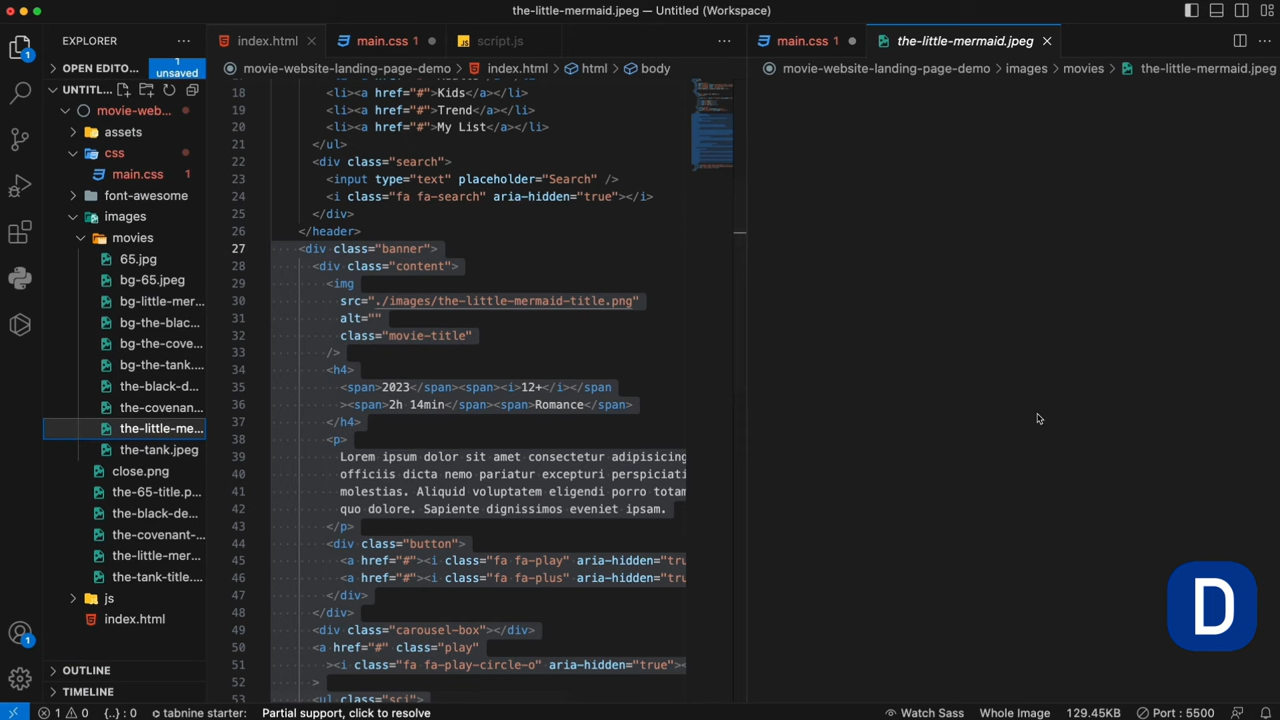 the-little-mermaid.jpeg — Untitled (Workspace)
EXPLORER
OPEN EDITO...
1 unsaved
UNTITL...
movie-web...
assets
css
main.css 1
font-awesome
images
movies
65.jpg
bg-65.jpeg
bg-little-mer...
bg-the-blac...
bg-the-cove...
bg-the-tank....
the-black-d...
the-covenan...
the-little-me...
the-tank.jpeg
close.png
the-65-title.p...
the-black-de...
the-covenant-...
the-little-mer...
the-tank-title....
js
index.html
OUTLINE
TIMELINE
index.html
main.css 1
script.js
movie-website-landing-page-demo > index.html > html > body
18 <li><a href="#">Kids</a></li>
19 <li><a href="#">Trend</a></li>
20 <li><a href="#">My List</a></li>
21 </ul>
22 <div class="search">
23 <input type="text" placeholder="Search" />
24 <i class="fa fa-search" aria-hidden="true"></i>
25 </div>
26 </header>
27 <div class="banner">
28 <div class="content">
29 <img
30 src="./images/the-little-mermaid-title.png"
31 alt=""
32 class="movie-title"
33 />
34 <h4>
35 <span>2023</span><span><i>12+</i></span
36 ><span>2h 14min</span><span>Romance</span>
37 </h4>
38 <p>
39 Lorem ipsum dolor sit amet consectetur adipisicing
40 officiis dicta nemo pariatur excepturi perspiciati
41 molestias. Aliquid voluptatem eligendi porro totam
42 quo dolore. Sapiente dignissimos eveniet ipsam.
43 </p>
44 <div class="button">
45 <a href="#"><i class="fa fa-play" aria-hidden="tru
46 <a href="#"><i class="fa fa-plus" aria-hidden="tru
47 </div>
48 </div>
49 <div class="carousel-box"></div>
50 <a href="#" class="play"
51 ><i class="fa fa-play-circle-o" aria-hidden="true"><
52 >
53 <ul class="sci">
main.css 1
the-little-mermaid.jpeg
movie-website-landing-page-demo > images > movies > the-little-mermaid.jpeg
D
1
1
0 0 {..} : 0 tabnine starter: Partial support, click to resolve
Watch Sass Whole Image 129.45KB Port : 5500